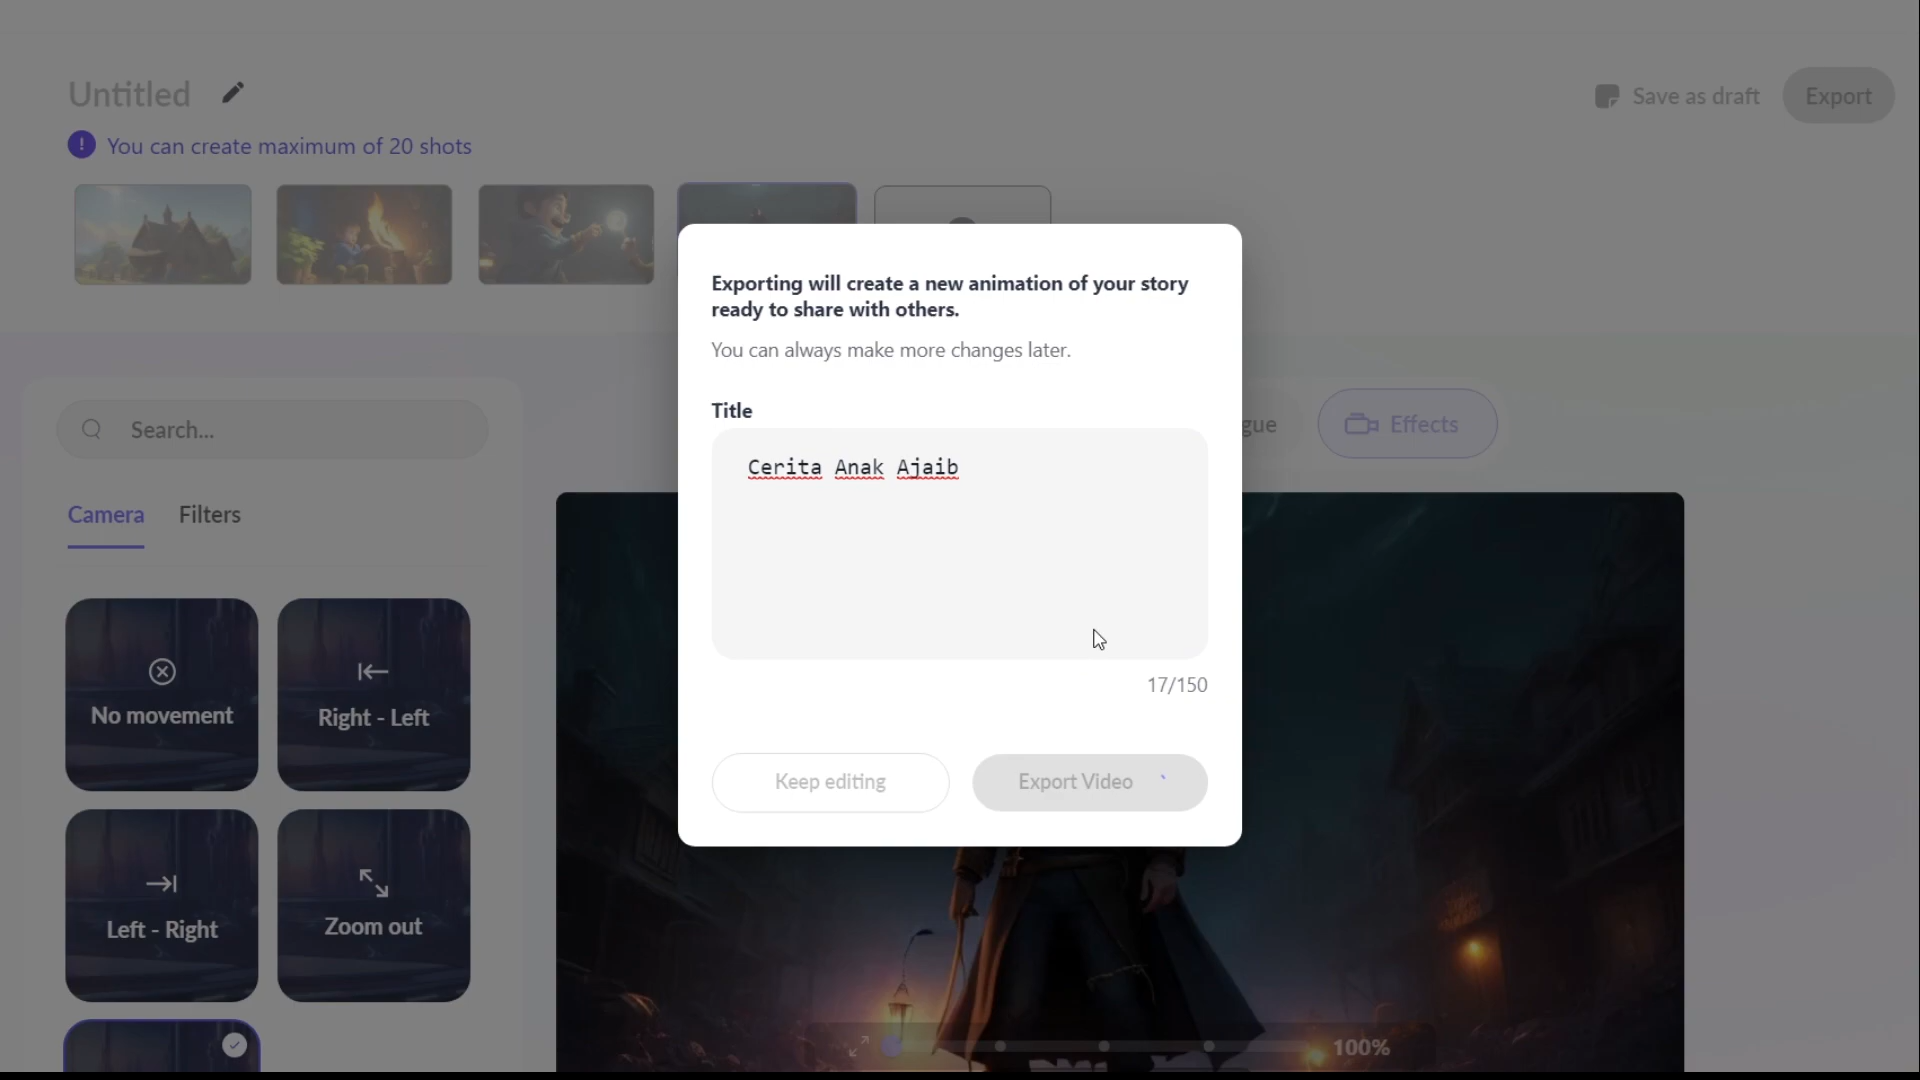 Untitled
Save as draft
Export
! You can create maximum of 20 shots
Exporting will create a new animation of your story
ready to share with others.
You can always make more changes later.
Title
Cerita Anak Ajaib
17/150
Keep editing
Export Video
Search...
gue
Effects
Camera
Filters
No movement
Right - Left
Left - Right
Zoom out
100%